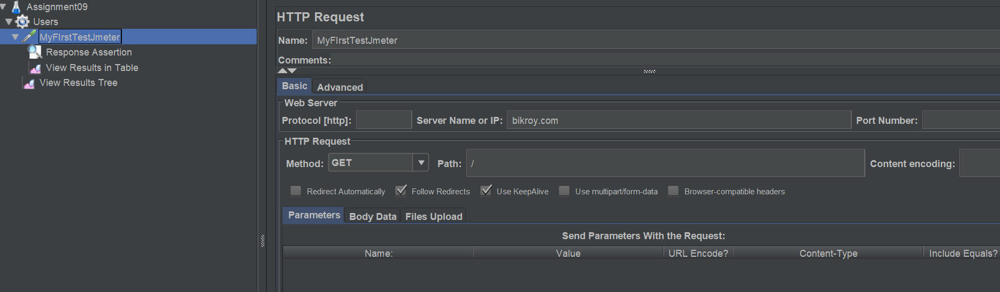 Assignment09
Users
MyFIrstTestJmeter
Response Assertion
View Results in Table
View Results Tree
HTTP Request
Name: MyFIrstTestJmeter
Comments:
Basic Advanced
Web Server
Protocol [http]: Server Name or IP: bikroy.com Port Number:
HTTP Request
Method: GET Path: / Content encoding:
Redirect Automatically Follow Redirects Use KeepAlive Use multipart/form-data Browser-compatible headers
Parameters Body Data Files Upload
Send Parameters With the Request:
Name: Value URL Encode? Content-Type Include Equals?